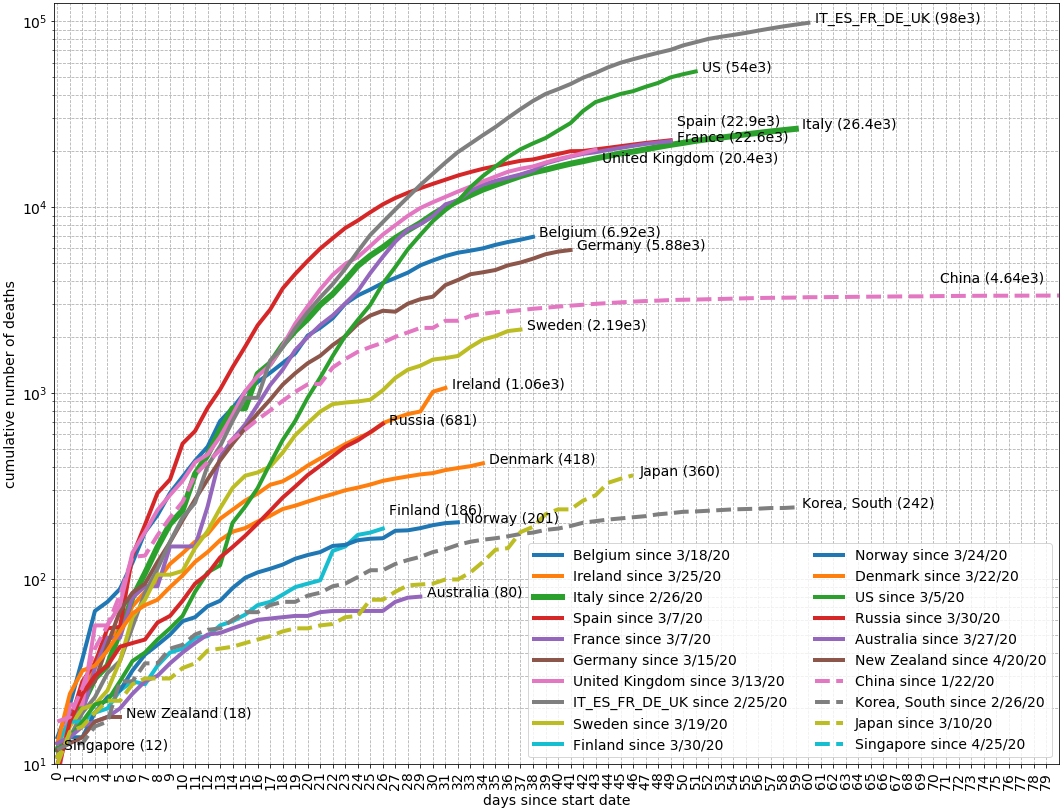 10⁵
10⁴
10³
10²
10¹
cumulative number of deaths
IT_ES_FR_DE_UK (98e3)
US (54e3)
Spain (22.9e3)
Italy (26.4e3)
France (22.6e3)
United Kingdom (20.4e3)
Belgium (6.92e3)
Germany (5.88e3)
China (4.64e3)
Sweden (2.19e3)
Ireland (1.06e3)
Russia (681)
Denmark (418)
Japan (360)
Korea, South (242)
Finland (186)
Norway (201)
Australia (80)
New Zealand (18)
Singapore (12)
Belgium since 3/18/20
Ireland since 3/25/20
Italy since 2/26/20
Spain since 3/7/20
France since 3/7/20
Germany since 3/15/20
United Kingdom since 3/13/20
IT_ES_FR_DE_UK since 2/25/20
Sweden since 3/19/20
Finland since 3/30/20
Norway since 3/24/20
Denmark since 3/22/20
US since 3/5/20
Russia since 3/30/20
Australia since 3/27/20
New Zealand since 4/20/20
China since 1/22/20
Korea, South since 2/26/20
Japan since 3/10/20
Singapore since 4/25/20
0 1 2 3 4 5 6 7 8 9 10 11 12 13 14 15 16 17 18 19 20 21 22 23 24 25 26 27 28 29 30 31 32 33 34 35 36 37 38 39 40 41 42 43 44 45 46 47 48 49 50 51 52 53 54 55 56 57 58 59 60 61 62 63 64 65 66 67 68 69 70 71 72 73 74 75 76 77 78 79
days since start date